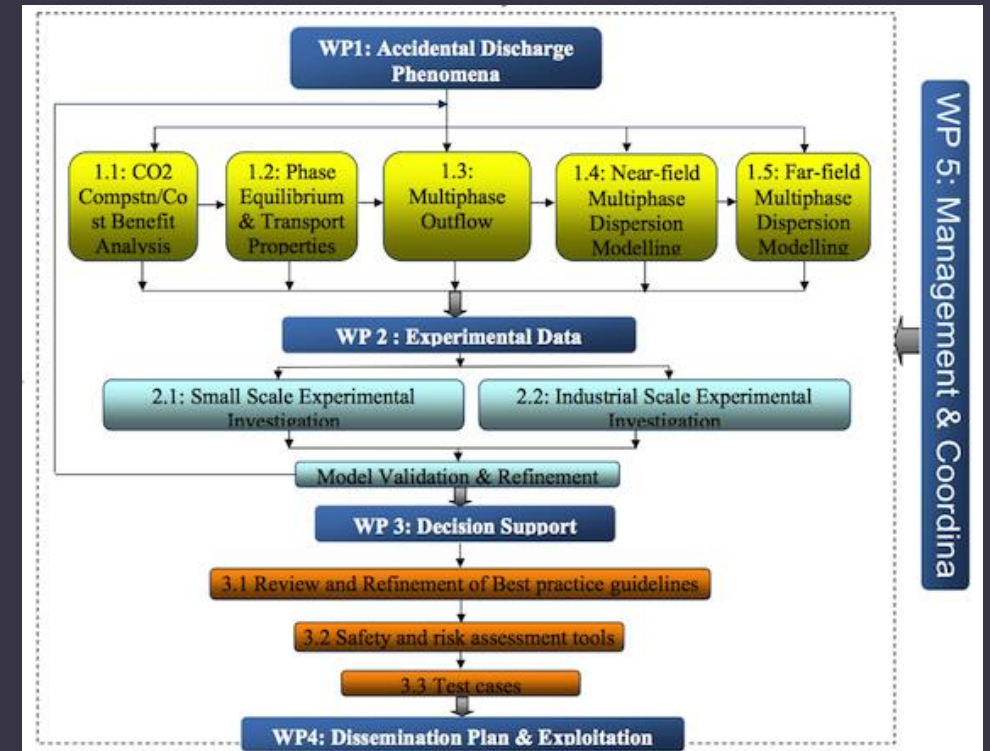 WP1: Accidental Discharge
Phenomena
1.1: CO2
Compstn/Co
st Benefit
Analysis
1.2: Phase
Equilibrium
& Transport
Properties
1.3:
Multiphase
Outflow
1.4: Near-field
Multiphase
Dispersion
Modelling
1.5: Far-field
Multiphase
Dispersion
Modelling
WP 2 : Experimental Data
2.1: Small Scale Experimental
Investigation
2.2: Industrial Scale Experimental
Investigation
Model Validation & Refinement
WP 3: Decision Support
3.1 Review and Refinement of Best practice guidelines
3.2 Safety and risk assessment tools
3.3 Test cases
WP4: Dissemination Plan & Exploitation
WP 5: Management & Coordina